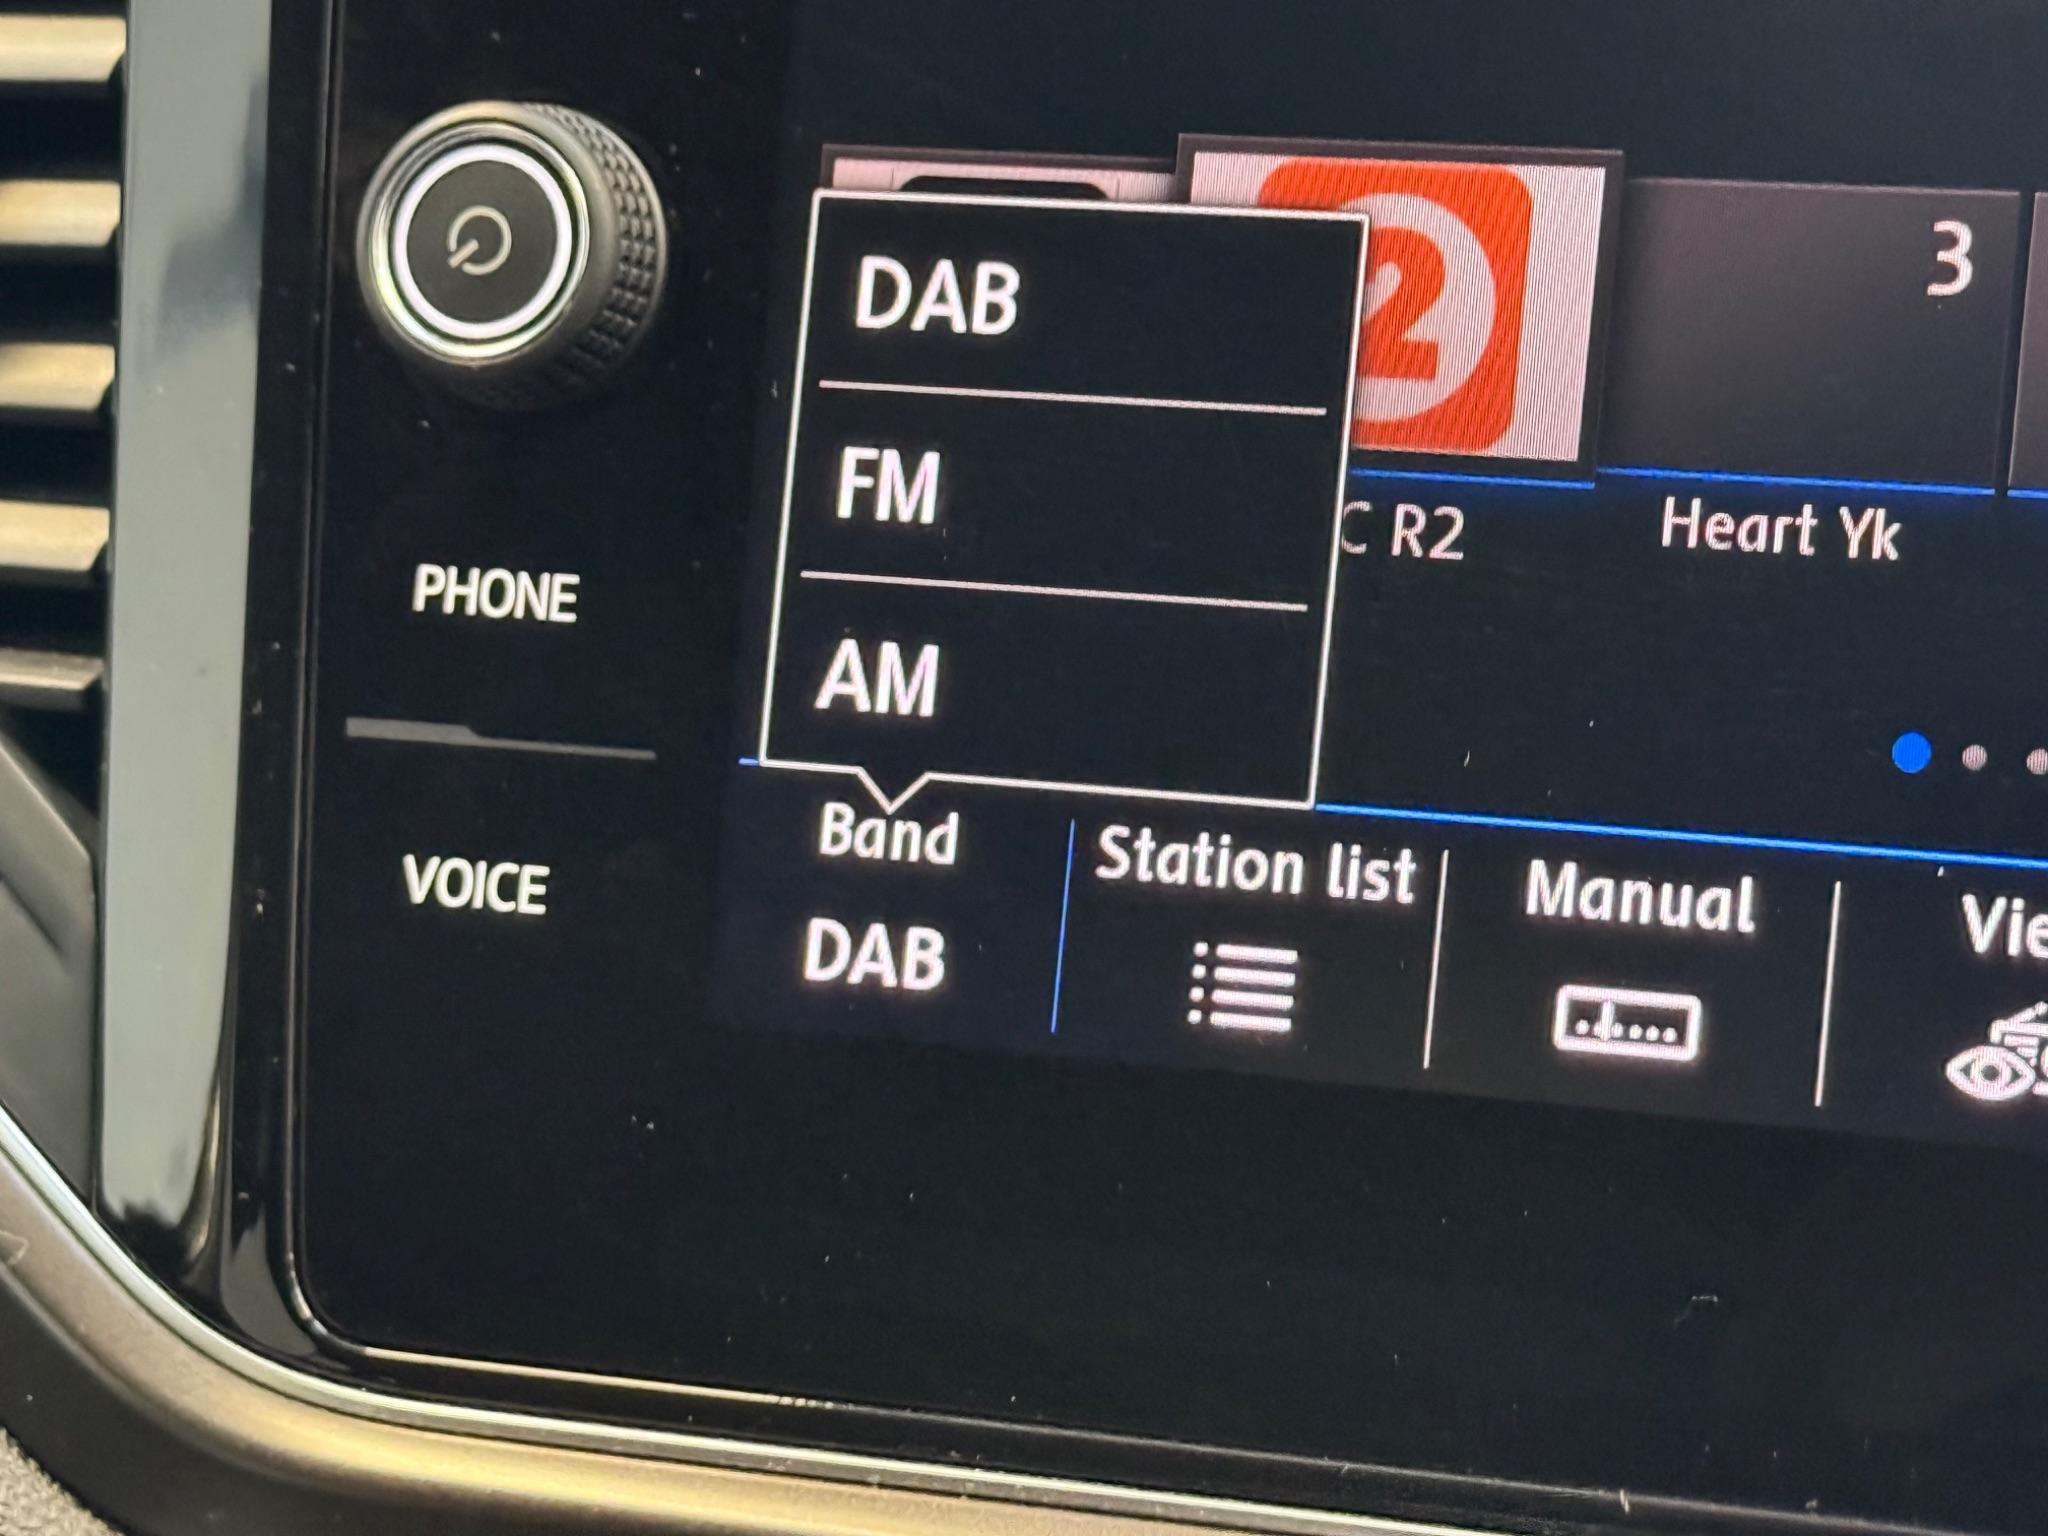 DAB
FM
AM
2
3
C R2
Heart Yk
PHONE
VOICE
Band
DAB
Station list
Manual
Vie